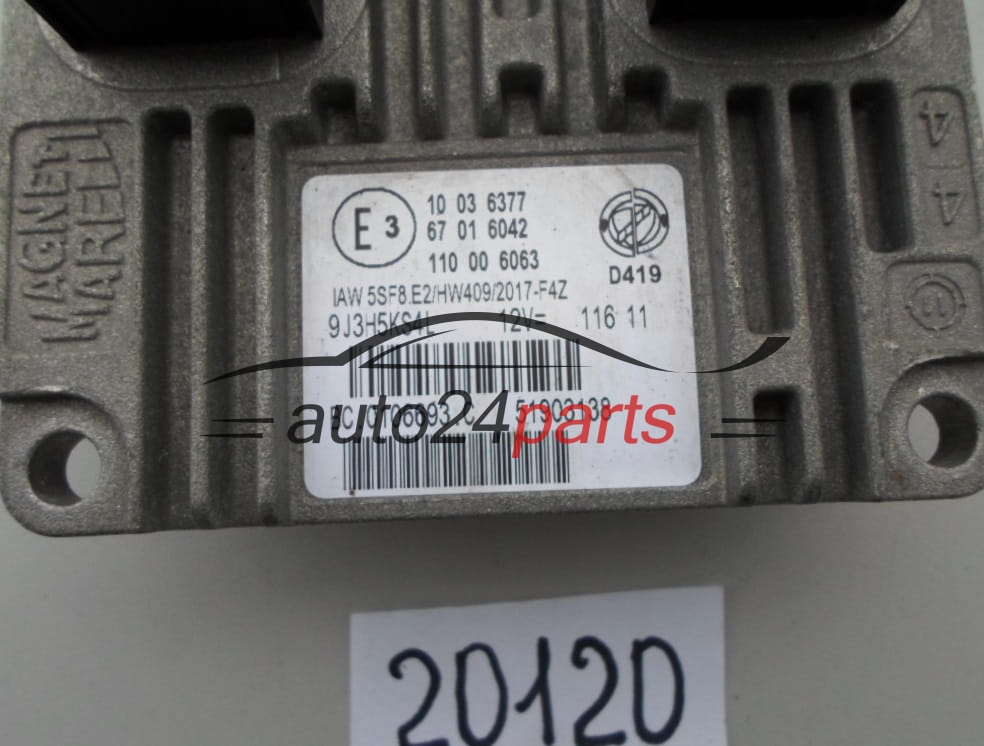 MAGNETI
MARELLI
4 4
E 3
10 03 6377
67 01 6042
110 00 6063
D419
IAW 5SF8.E2/HW409/2017-F4Z
9J3H5KS4L 12V= 116 11
51903138
auto24parts
20120